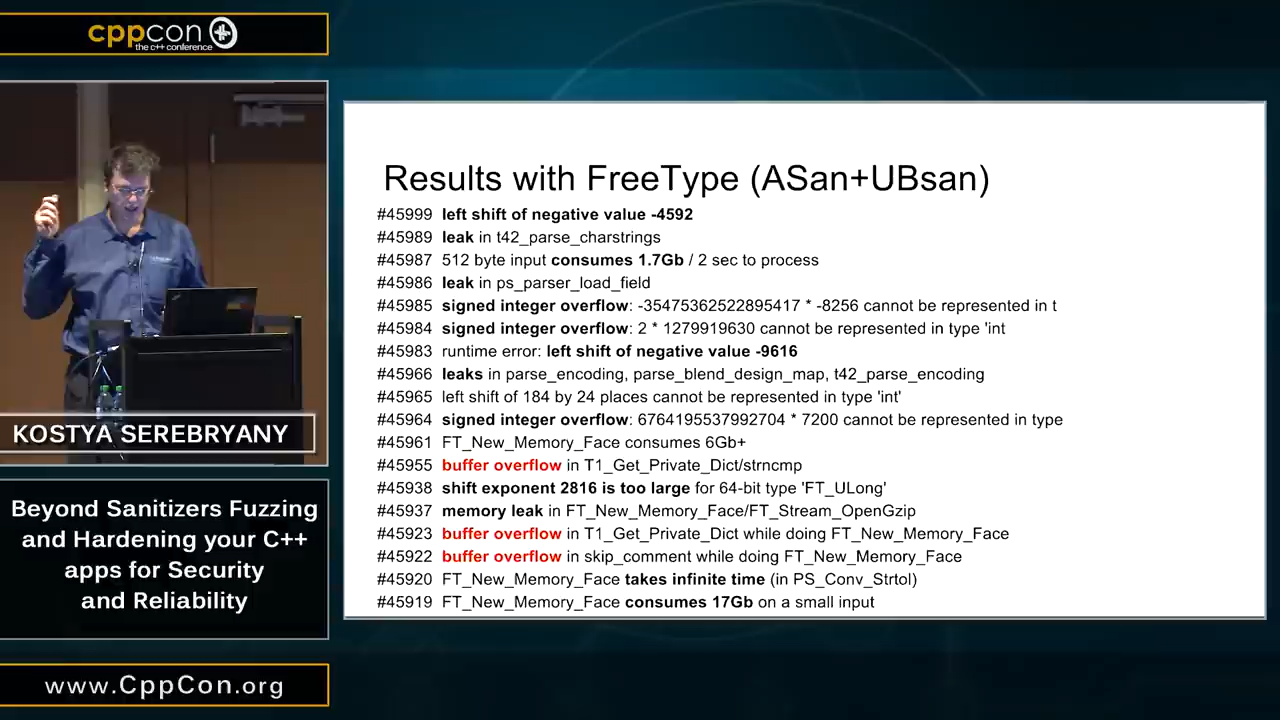 cppcon
the c++ conference
KOSTYA SEREBRYANY
Beyond Sanitizers Fuzzing
and Hardening your C++
apps for Security
and Reliability
www.CppCon.org
Results with FreeType (ASan+UBsan)
#45999 left shift of negative value -4592
#45989 leak in t42_parse_charstrings
#45987 512 byte input consumes 1.7Gb / 2 sec to process
#45986 leak in ps_parser_load_field
#45985 signed integer overflow: -35475362522895417 * -8256 cannot be represented in t
#45984 signed integer overflow: 2 * 1279919630 cannot be represented in type 'int
#45983 runtime error: left shift of negative value -9616
#45966 leaks in parse_encoding, parse_blend_design_map, t42_parse_encoding
#45965 left shift of 184 by 24 places cannot be represented in type 'int'
#45964 signed integer overflow: 6764195537992704 * 7200 cannot be represented in type
#45961 FT_New_Memory_Face consumes 6Gb+
#45955 buffer overflow in T1_Get_Private_Dict/strncmp
#45938 shift exponent 2816 is too large for 64-bit type 'FT_ULong'
#45937 memory leak in FT_New_Memory_Face/FT_Stream_OpenGzip
#45923 buffer overflow in T1_Get_Private_Dict while doing FT_New_Memory_Face
#45922 buffer overflow in skip_comment while doing FT_New_Memory_Face
#45920 FT_New_Memory_Face takes infinite time (in PS_Conv_Strtol)
#45919 FT_New_Memory_Face consumes 17Gb on a small input